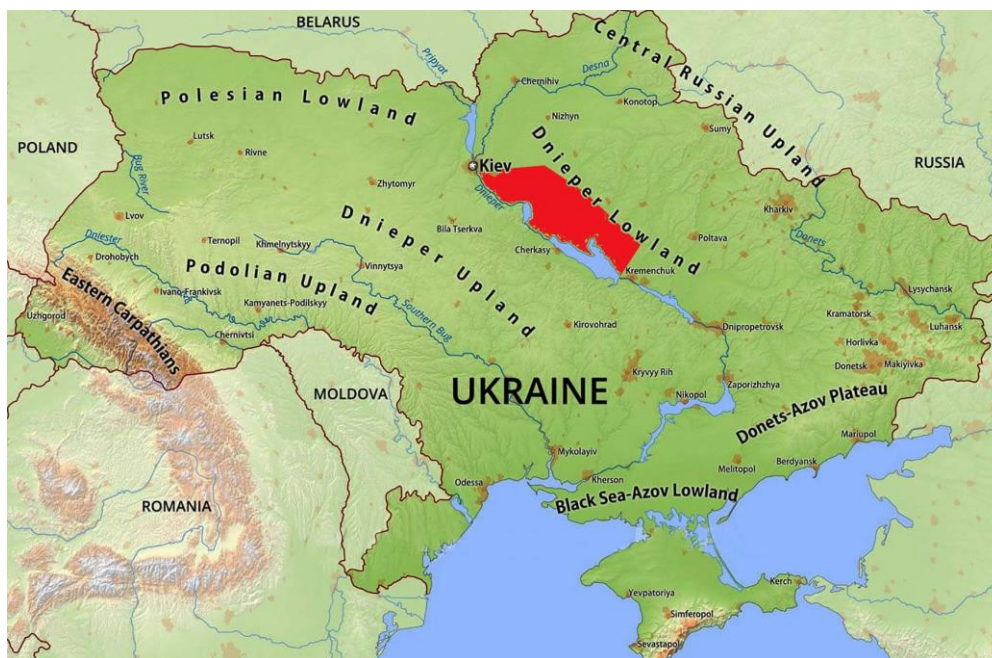 BELARUS
Pripyat
Desna
Central Russian Upland
Chernihiv
Konotop
Polesian Lowland
Nizhyn
Sumy
POLAND
Lutsk
Rivne
Dnieper Lowland
RUSSIA
Kiev
Bug River
Zhytomyr
Dnieper
Kharkiv
Lvov
Dnieper Upland
Bila Tserkva
Donets
Dniester
Ternopil
Khmelnytskyy
Cherkasy
Poltava
Drohobych
Podolian Upland
Vinnytsya
Kremenchuk
Eastern Carpathians
Ivano-Frankivsk
Kamyanets-Podilskyy
Southern Bug
Lysychansk
Uzhgorod
Chernivtsi
Kirovohrad
Dnipropetrovsk
Kramatorsk
Luhansk
Horlivka
Donetsk
Makiyivka
Kryvyy Rih
Zaporizhzhya
MOLDOVA
UKRAINE
Nikopol
Donets-Azov Plateau
Mariupol
Mykolayiv
Melitopol
Berdyansk
Odessa
Kherson
Black Sea-Azov Lowland
ROMANIA
Kerch
Yevpatoriya
Simferopol
Sevastapol